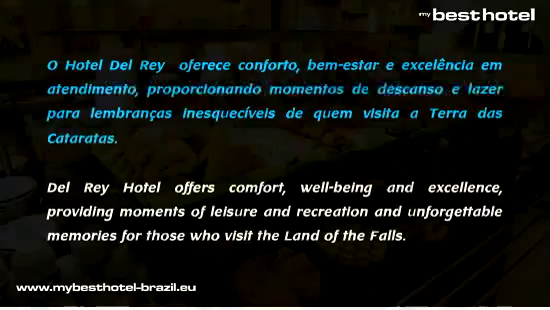 my besthotel
O Hotel Del Rey oferece conforto, bem-estar e excelência em
atendimento, proporcionando momentos de descanso e lazer
para lembranças inesquecíveis de quem visita a Terra das
Cataratas.
Del Rey Hotel offers comfort, well-being and excellence,
providing moments of leisure and recreation and unforgettable
memories for those who visit the Land of the Falls.
www.mybesthotel-brazil.eu